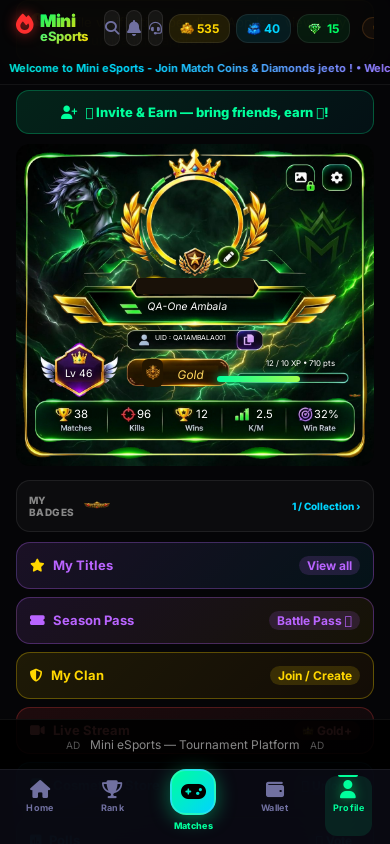 Mini
eSports
535
40
15
Welcome to Mini eSports - Join Match Coins & Diamonds jeeto ! • Welc
Invite & Earn — bring friends, earn !
QA-One Ambala
UID : QA1AMBALA001
Lv 46
Gold
12 / 10 XP • 710 pts
38 96 12 2.5 32%
Matches Kills Wins K/M Win Rate
MY
BADGES
1 / Collection ›
My Titles View all
Season Pass Battle Pass
My Clan Join / Create
Live Stream Gold+
AD Mini eSports — Tournament Platform AD
Home Rank Matches Wallet Profile